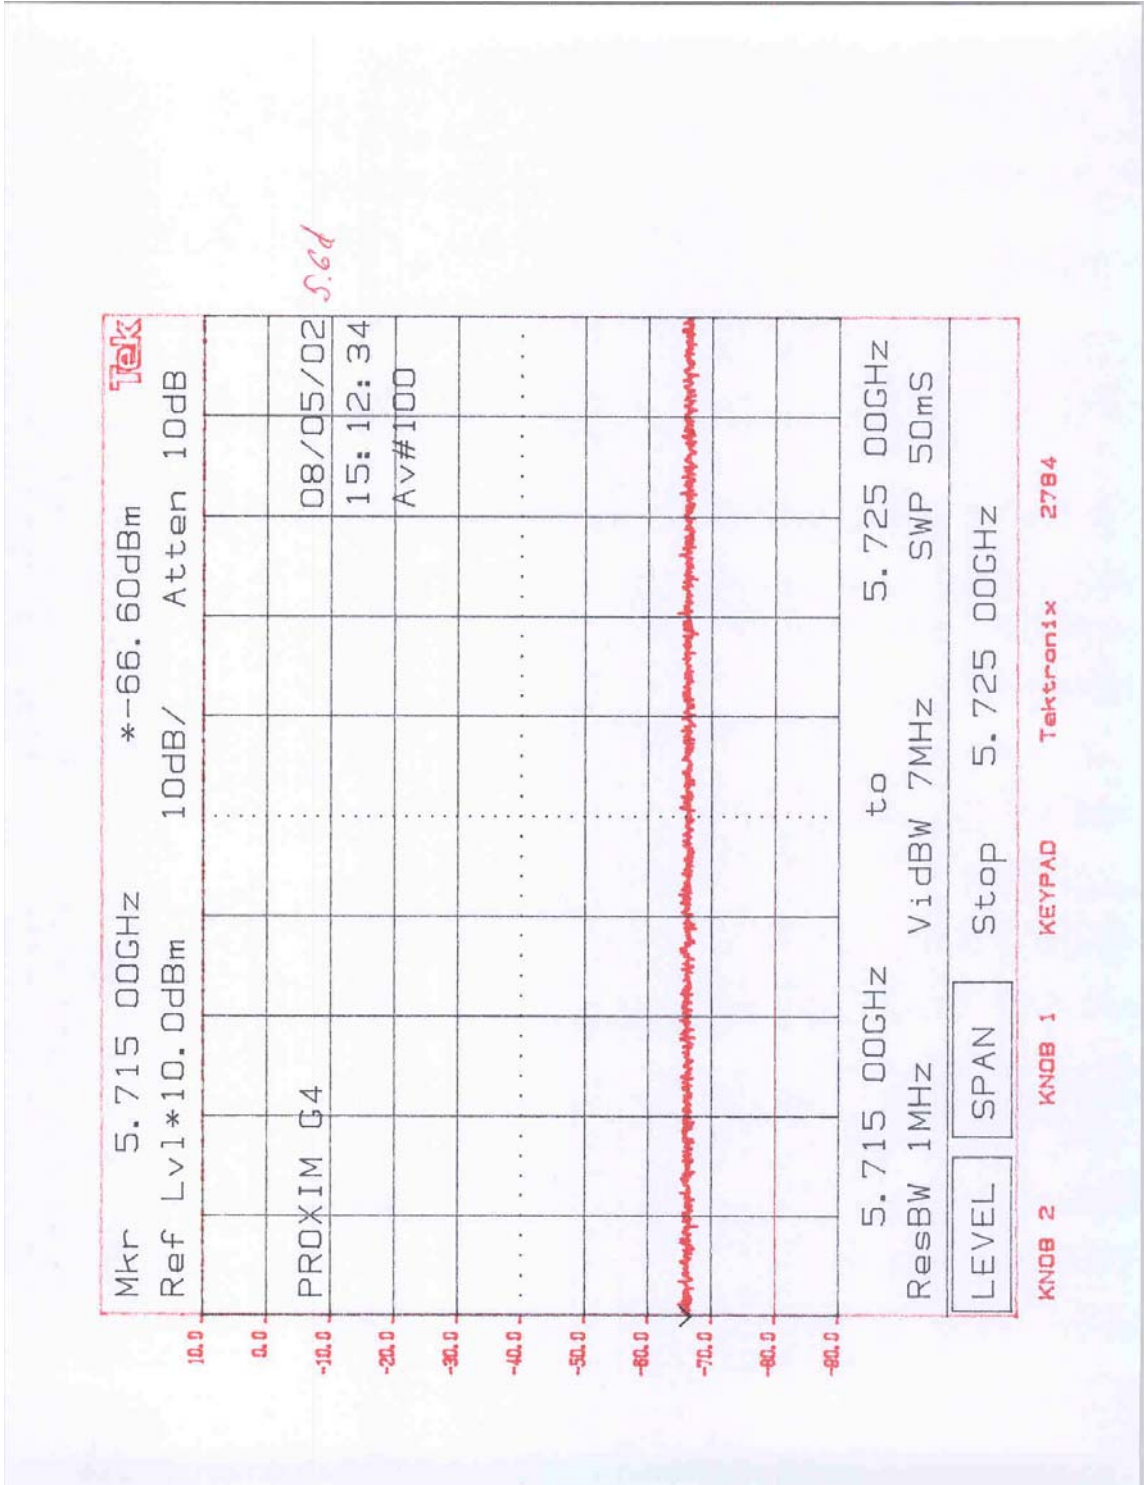 Mkr 5.715 00GHz *-66.60dBm Tek
Ref Lvl*10.0dBm 10dB/ Atten 10dB
10.0
0.0
PROXIM G4 08/05/02 5.6d
-10.0
15:12:34
-20.0
Av#100
-30.0
-40.0
-50.0
-60.0
-70.0
-80.0
-90.0
5.715 00GHz to 5.725 00GHz
ResBW 1MHz VidBW 7MHz SWP 50mS
LEVEL SPAN Stop 5.725 00GHz
KNOB 2 KNOB 1 KEYPAD Tektronix 2784